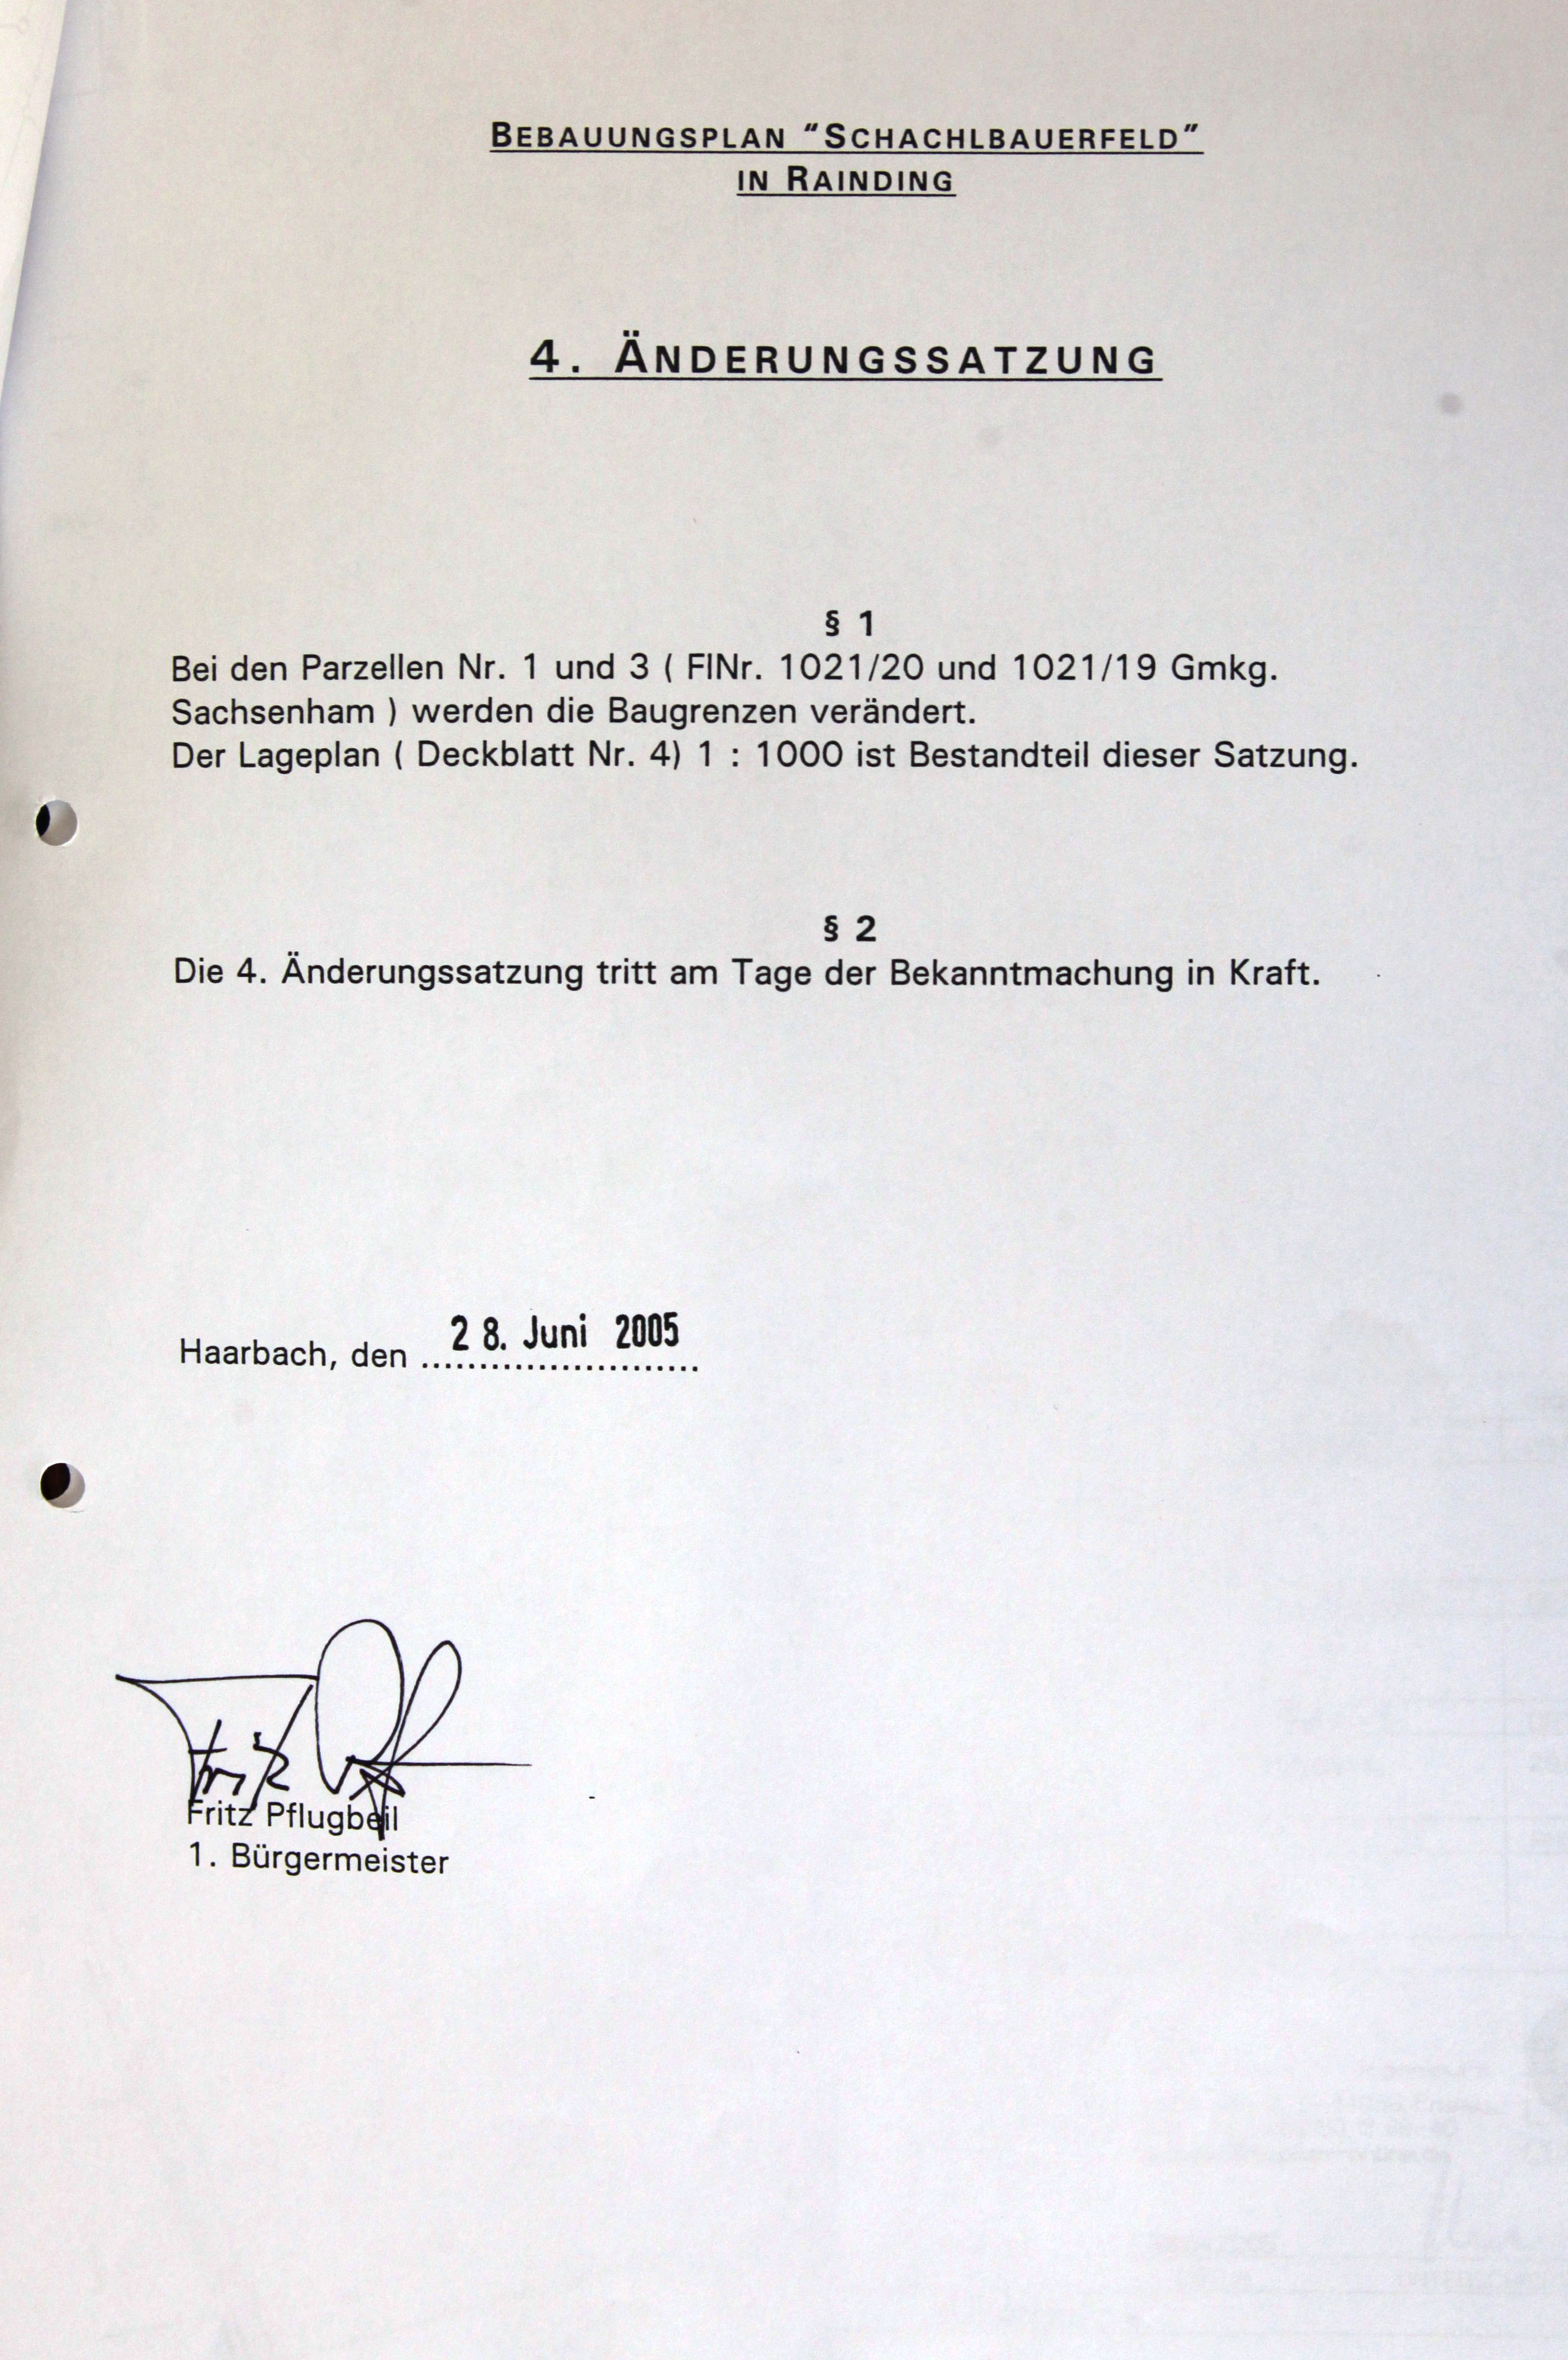 BEBAUUNGSPLAN "SCHACHLBAUERFELD"
IN RAINDING
4. ÄNDERUNGSSATZUNG
§ 1
Bei den Parzellen Nr. 1 und 3 ( FlNr. 1021/20 und 1021/19 Gmkg.
Sachsenham ) werden die Baugrenzen verändert.
Der Lageplan ( Deckblatt Nr. 4) 1 : 1000 ist Bestandteil dieser Satzung.
§ 2
Die 4. Änderungssatzung tritt am Tage der Bekanntmachung in Kraft.
Haarbach, den 28. Juni 2005
Fritz Pflugbeil
1. Bürgermeister